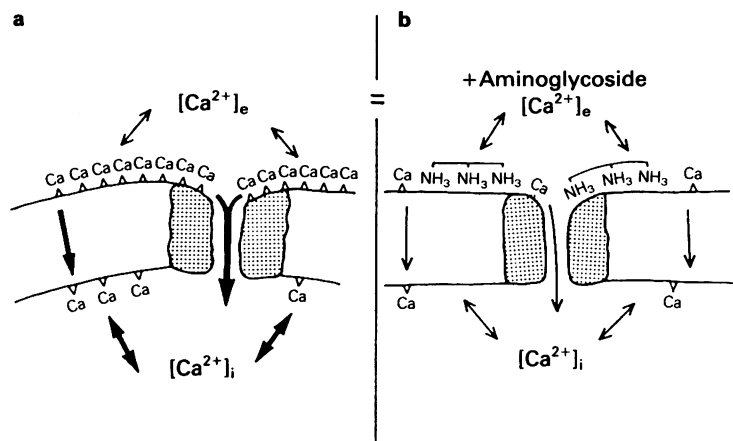 a
[Ca²⁺]ₑ
Ca Ca Ca Ca Ca Ca Ca Ca Ca Ca Ca Ca Ca Ca
Ca Ca Ca Ca
[Ca²⁺]ᵢ
=
b
+Aminoglycoside
[Ca²⁺]ₑ
Ca NH₃ NH₃ NH₃ Ca NH₃ NH₃ NH₃ Ca
Ca Ca
[Ca²⁺]ᵢ